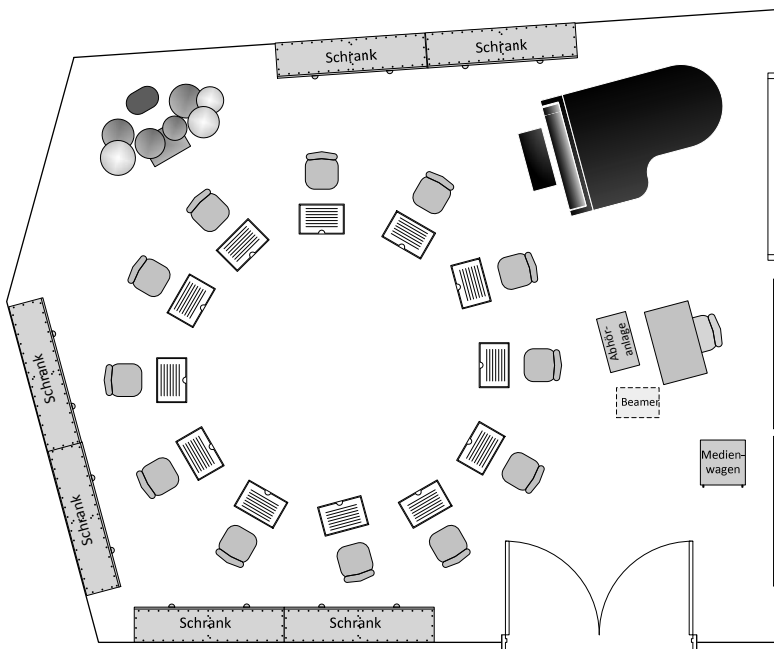 Schrank
Schrank
Abhör-
anlage
Schrank
Beamer
Medien-
wagen
Schrank
Schrank
Schrank